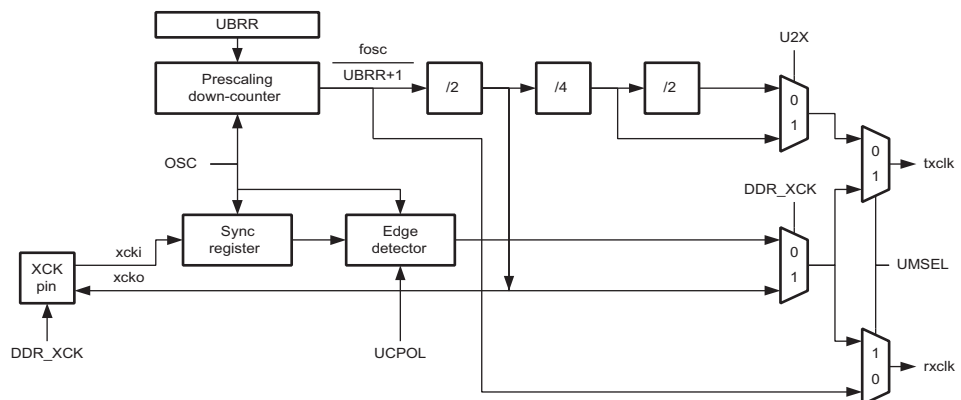 UBRR
U2X
fosc
UBRR+1
Prescaling
down-counter
/2
/4
/2
0
1
OSC
0
1
txclk
DDR_XCK
Sync
register
Edge
detector
0
1
UMSEL
xcki
xcko
XCK
pin
DDR_XCK
UCPOL
1
0
rxclk